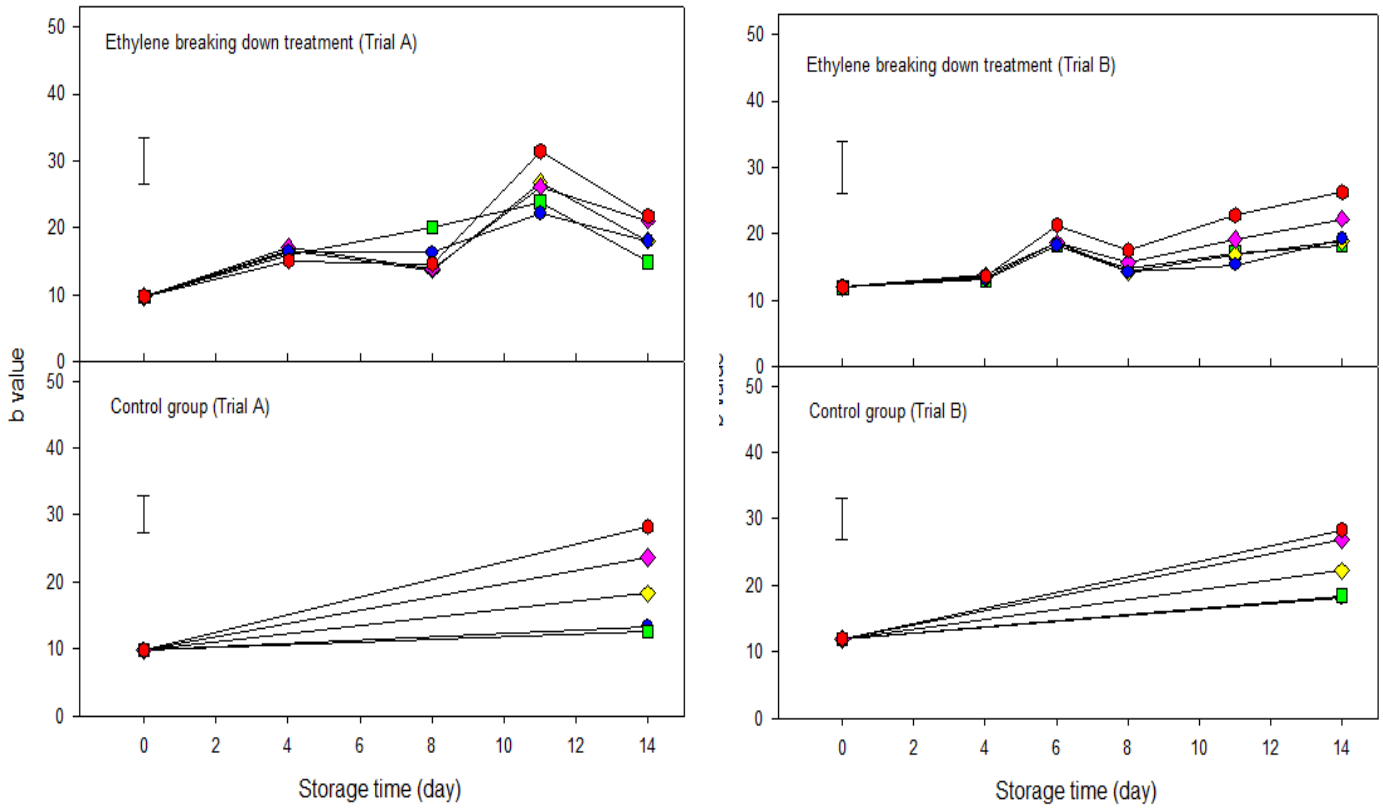 Ethylene breaking down treatment (Trial A)
50
40
30
20
10
0
Control group (Trial A)
50
40
30
20
10
0
b value
0 2 4 6 8 10 12 14
Storage time (day)
Ethylene breaking down treatment (Trial B)
50
40
30
20
10
0
Control group (Trial B)
50
40
30
20
10
0
value
0 2 4 6 8 10 12 14
Storage time (day)